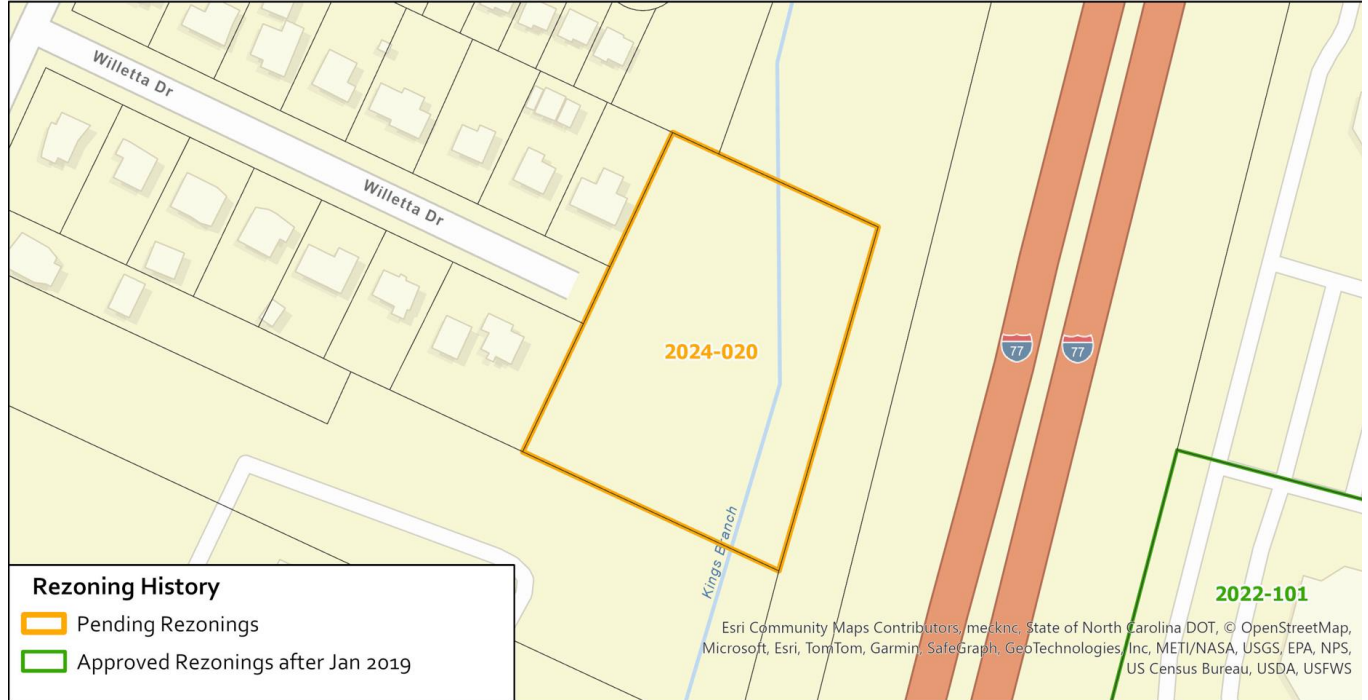 Willetta Dr
Willetta Dr
2024-020
77
77
Kings Branch
2022-101
Rezoning History
Pending Rezonings
Approved Rezonings after Jan 2019
Esri Community Maps Contributors, mecknc, State of North Carolina DOT, © OpenStreetMap,
Microsoft, Esri, TomTom, Garmin, SafeGraph, GeoTechnologies, Inc, METI/NASA, USGS, EPA, NPS,
US Census Bureau, USDA, USFWS